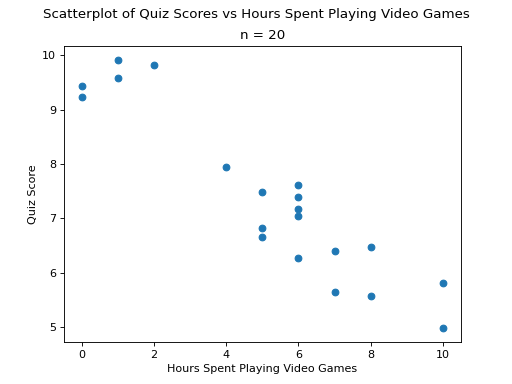 Scatterplot of Quiz Scores vs Hours Spent Playing Video Games
n = 20
10
9
8
7
6
5
Quiz Score
0 2 4 6 8 10
Hours Spent Playing Video Games